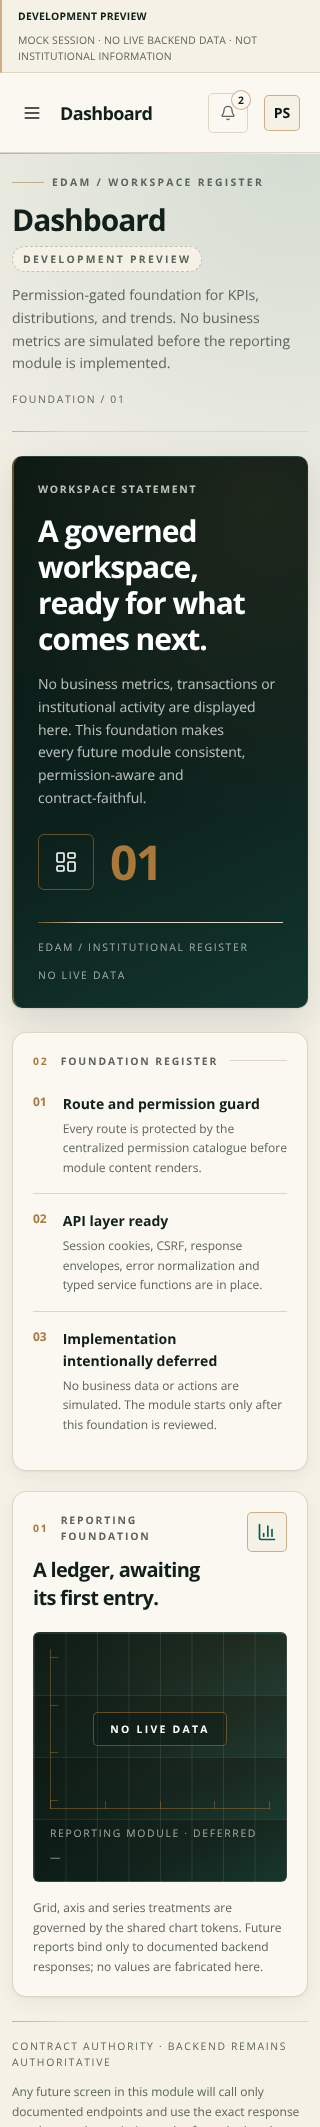 DEVELOPMENT PREVIEW
MOCK SESSION · NO LIVE BACKEND DATA · NOT
INSTITUTIONAL INFORMATION
Dashboard
2
PS
EDAM / WORKSPACE REGISTER
Dashboard
DEVELOPMENT PREVIEW
Permission-gated foundation for KPIs,
distributions, and trends. No business
metrics are simulated before the reporting
module is implemented.
FOUNDATION / 01
WORKSPACE STATEMENT
A governed
workspace,
ready for what
comes next.
No business metrics, transactions or
institutional activity are displayed
here. This foundation makes
every future module consistent,
permission-aware and
contract-faithful.
01
EDAM / INSTITUTIONAL REGISTER
NO LIVE DATA
02 FOUNDATION REGISTER
01 Route and permission guard
Every route is protected by the
centralized permission catalogue before
module content renders.
02 API layer ready
Session cookies, CSRF, response
envelopes, error normalization and
typed service functions are in place.
03 Implementation
intentionally deferred
No business data or actions are
simulated. The module starts only after
this foundation is reviewed.
01 REPORTING
FOUNDATION
A ledger, awaiting
its first entry.
NO LIVE DATA
REPORTING MODULE · DEFERRED
—
Grid, axis and series treatments are
governed by the shared chart tokens. Future
reports bind only to documented backend
responses; no values are fabricated here.
CONTRACT AUTHORITY · BACKEND REMAINS
AUTHORITATIVE
Any future screen in this module will call only
documented endpoints and use the exact response